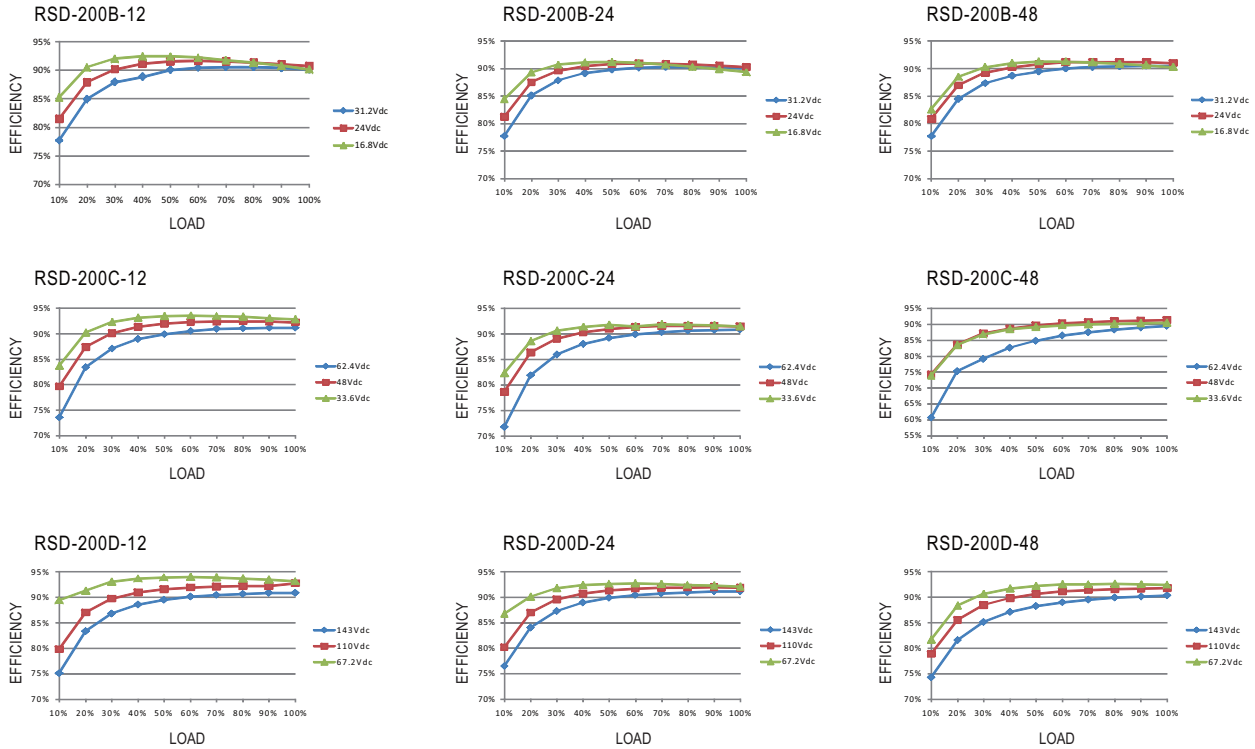 RSD-200B-12
95%
90%
85%
80%
75%
70%
EFFICIENCY
10% 20% 30% 40% 50% 60% 70% 80% 90% 100%
LOAD
31.2Vdc
24Vdc
16.8Vdc
RSD-200B-24
95%
90%
85%
80%
75%
70%
EFFICIENCY
10% 20% 30% 40% 50% 60% 70% 80% 90% 100%
LOAD
31.2Vdc
24Vdc
16.8Vdc
RSD-200B-48
95%
90%
85%
80%
75%
70%
EFFICIENCY
10% 20% 30% 40% 50% 60% 70% 80% 90% 100%
LOAD
31.2Vdc
24Vdc
16.8Vdc
RSD-200C-12
95%
90%
85%
80%
75%
70%
EFFICIENCY
10% 20% 30% 40% 50% 60% 70% 80% 90% 100%
LOAD
62.4Vdc
48Vdc
33.6Vdc
RSD-200C-24
95%
90%
85%
80%
75%
70%
EFFICIENCY
10% 20% 30% 40% 50% 60% 70% 80% 90% 100%
LOAD
62.4Vdc
48Vdc
33.6Vdc
RSD-200C-48
95%
90%
85%
80%
75%
70%
65%
60%
55%
EFFICIENCY
10% 20% 30% 40% 50% 60% 70% 80% 90% 100%
LOAD
62.4Vdc
48Vdc
33.6Vdc
RSD-200D-12
95%
90%
85%
80%
75%
70%
EFFICIENCY
10% 20% 30% 40% 50% 60% 70% 80% 90% 100%
LOAD
143Vdc
110Vdc
67.2Vdc
RSD-200D-24
95%
90%
85%
80%
75%
70%
EFFICIENCY
10% 20% 30% 40% 50% 60% 70% 80% 90% 100%
LOAD
143Vdc
110Vdc
67.2Vdc
RSD-200D-48
95%
90%
85%
80%
75%
70%
EFFICIENCY
10% 20% 30% 40% 50% 60% 70% 80% 90% 100%
LOAD
143Vdc
110Vdc
67.2Vdc